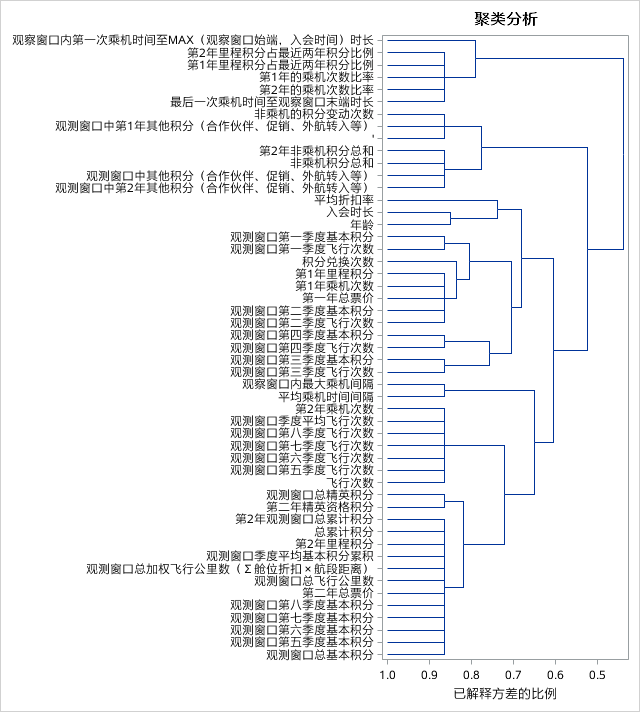 聚类分析
观察窗口内第一次乘机时间至MAX（观察窗口始端，入会时间）时长
第2年里程积分占最近两年积分比例
第1年里程积分占最近两年积分比例
第1年的乘机次数比率
第2年的乘机次数比率
最后一次乘机时间至观察窗口末端时长
非乘机的积分变动次数
观测窗口中第1年其他积分（合作伙伴、促销、外航转入等）
第2年非乘机积分总和
非乘机积分总和
观测窗口中其他积分（合作伙伴、促销、外航转入等）
观测窗口中第2年其他积分（合作伙伴、促销、外航转入等）
平均折扣率
入会时长
年龄
观测窗口第一季度基本积分
观测窗口第一季度飞行次数
积分兑换次数
第1年里程积分
第1年乘机次数
第一年总票价
观测窗口第二季度基本积分
观测窗口第二季度飞行次数
观测窗口第四季度基本积分
观测窗口第四季度飞行次数
观测窗口第三季度基本积分
观测窗口第三季度飞行次数
观察窗口内最大乘机间隔
平均乘机时间间隔
第2年乘机次数
观测窗口季度平均飞行次数
观测窗口第八季度飞行次数
观测窗口第七季度飞行次数
观测窗口第六季度飞行次数
观测窗口第五季度飞行次数
飞行次数
观测窗口总精英积分
第二年精英资格积分
第2年观测窗口总累计积分
总累计积分
第2年里程积分
观测窗口季度平均基本积分累积
观测窗口总加权飞行公里数（Σ舱位折扣×航段距离）
观测窗口总飞行公里数
第二年总票价
观测窗口第八季度基本积分
观测窗口第七季度基本积分
观测窗口第六季度基本积分
观测窗口第五季度基本积分
观测窗口总基本积分
1.0 0.9 0.8 0.7 0.6 0.5
已解释方差的比例